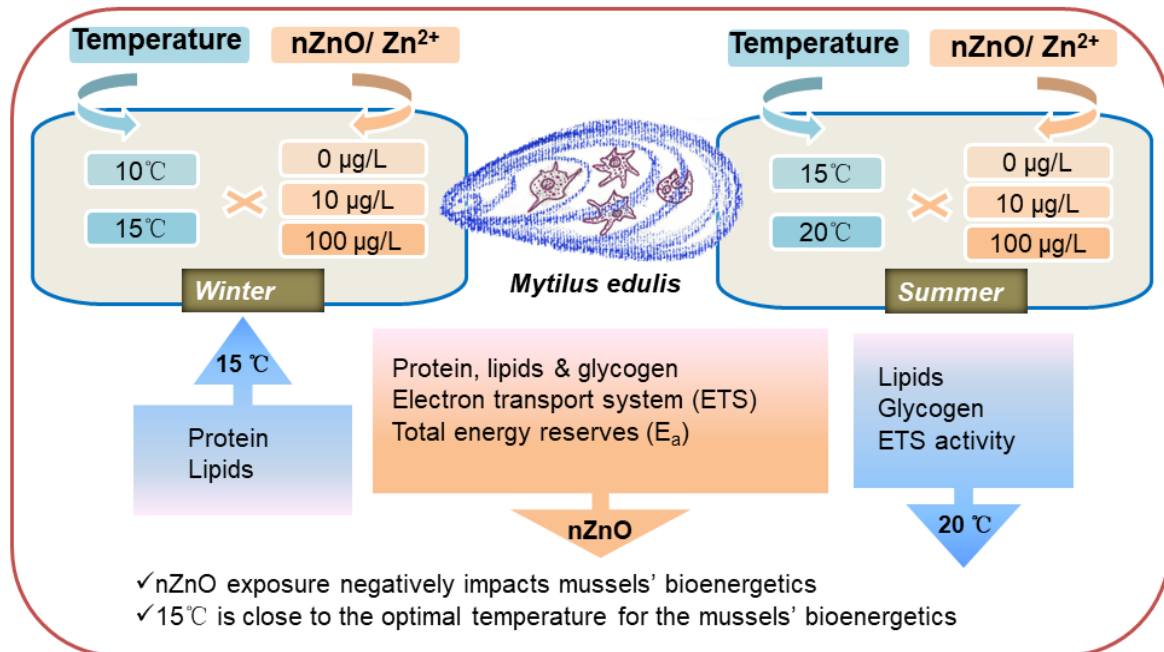 Temperature
nZnO/ Zn²⁺
10℃
15℃
0 µg/L
10 µg/L
100 µg/L
Winter
Mytilus edulis
Temperature
nZnO/ Zn²⁺
15℃
20℃
0 µg/L
10 µg/L
100 µg/L
Summer
15 ℃
Protein
Lipids
Protein, lipids & glycogen
Electron transport system (ETS)
Total energy reserves (Eₐ)
nZnO
Lipids
Glycogen
ETS activity
20 ℃
✓nZnO exposure negatively impacts mussels’ bioenergetics
✓15℃ is close to the optimal temperature for the mussels’ bioenergetics